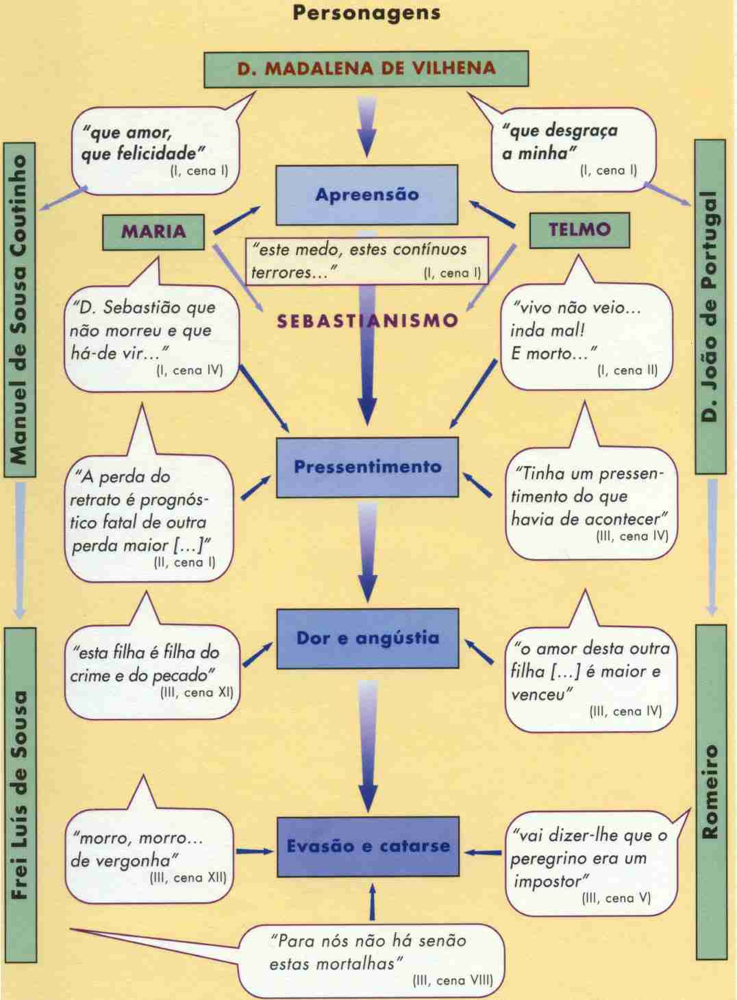 Personagens
D. MADALENA DE VILHENA
"que amor,
que felicidade"
(I, cena I)
"que desgraça
a minha"
(I, cena I)
Manuel de Sousa Coutinho
D. João de Portugal
Apreensão
MARIA
TELMO
"este medo, estes contínuos
terrores..." (I, cena I)
"D. Sebastião que
não morreu e que
há-de vir..."
(I, cena IV)
SEBASTIANISMO
"vivo não veio...
inda mal!
E morto..."
(I, cena II)
Pressentimento
"A perda do
retrato é prognós-
tico fatal de outra
perda maior [...]"
(II, cena I)
"Tinha um pressen-
timento do que
havia de acontecer"
(III, cena IV)
Dor e angústia
"esta filha é filha do
crime e do pecado"
(III, cena XI)
"o amor desta outra
filha [...] é maior e
venceu"
(III, cena IV)
Frei Luís de Sousa
Romeiro
Evasão e catarse
"morro, morro...
de vergonha"
(III, cena XII)
"vai dizer-lhe que o
peregrino era um
impostor"
(III, cena V)
"Para nós não há senão
estas mortalhas"
(III, cena VIII)